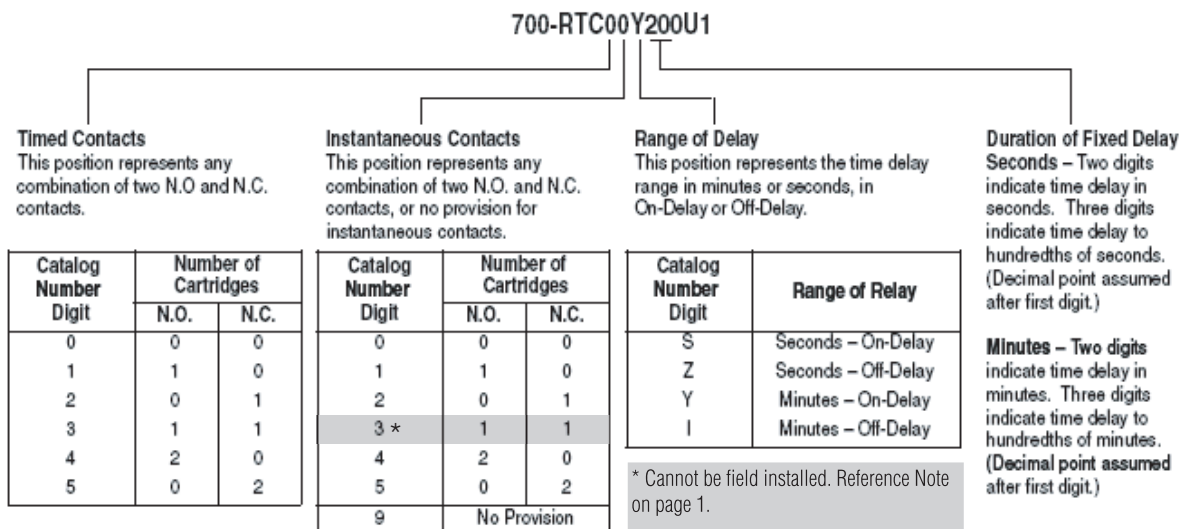 700-RTC00Y200U1
Timed Contacts
This position represents any
combination of two N.O and N.C.
contacts.
Catalog Number Digit | Number of Cartridges
N.O. | N.C.
0 0 0
1 1 0
2 0 1
3 1 1
4 2 0
5 0 2
Instantaneous Contacts
This position represents any
combination of two N.O. and N.C.
contacts, or no provision for
instantaneous contacts.
Catalog Number Digit | Number of Cartridges
N.O. | N.C.
0 0 0
1 1 0
2 0 1
3 * 1 1
4 2 0
5 0 2
9 No Provision
Range of Delay
This position represents the time delay
range in minutes or seconds, in
On-Delay or Off-Delay.
Catalog Number Digit | Range of Relay
S Seconds – On-Delay
Z Seconds – Off-Delay
Y Minutes – On-Delay
I Minutes – Off-Delay
* Cannot be field installed. Reference Note
on page 1.
Duration of Fixed Delay
Seconds – Two digits
indicate time delay in
seconds. Three digits
indicate time delay to
hundredths of seconds.
(Decimal point assumed
after first digit.)
Minutes – Two digits
indicate time delay in
minutes. Three digits
indicate time delay to
hundredths of minutes.
(Decimal point assumed
after first digit.)